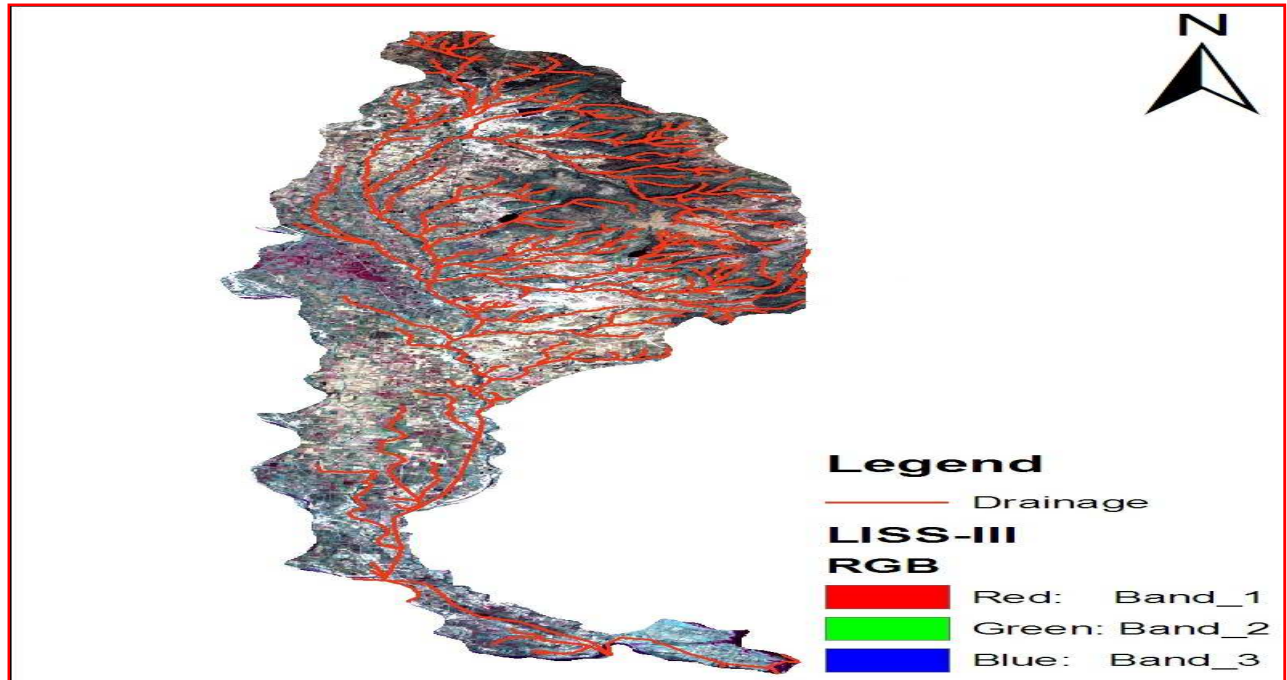 N
Legend
Drainage
LISS-III
RGB
Red: Band_1
Green: Band_2
Blue: Band_3